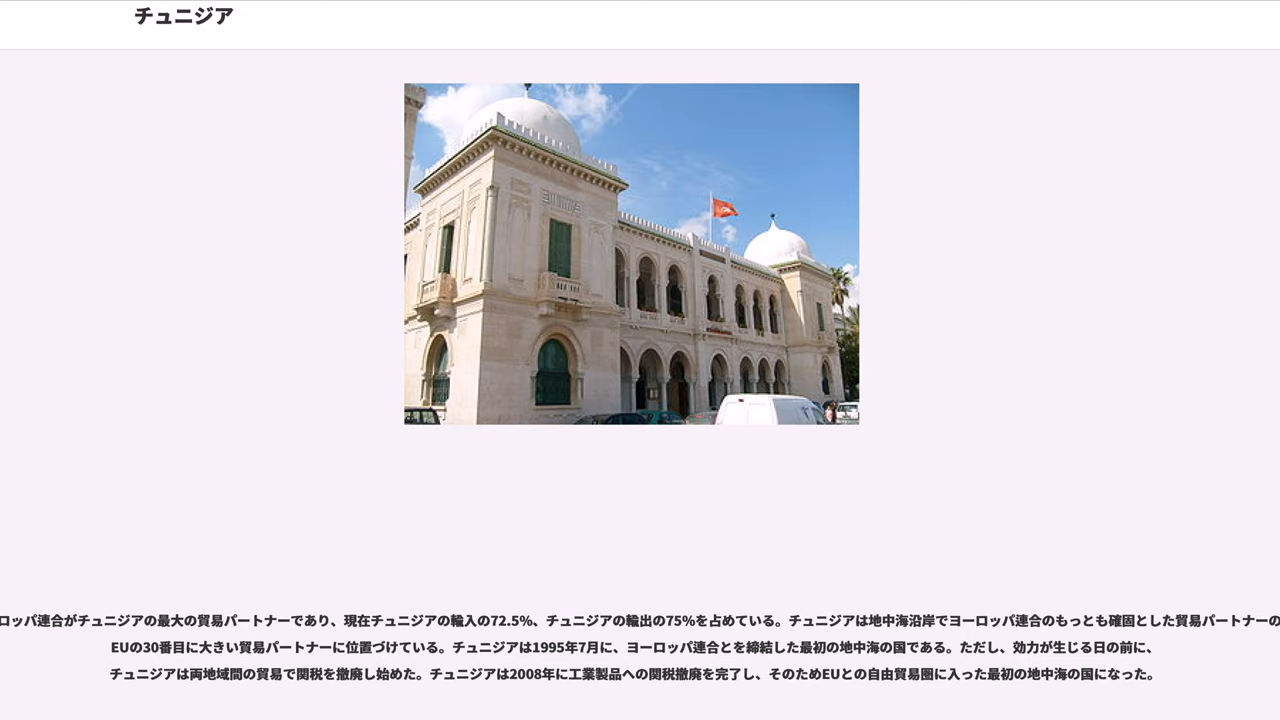 チュニジア
ロッパ連合がチュニジアの最大の貿易パートナーであり、現在チュニジアの輸入の72.5%、チュニジアの輸出の75%を占めている。チュニジアは地中海沿岸でヨーロッパ連合のもっとも確固とした貿易パートナーの
EUの30番目に大きい貿易パートナーに位置づけている。チュニジアは1995年7月に、ヨーロッパ連合とを締結した最初の地中海の国である。ただし、効力が生じる日の前に、
チュニジアは両地域間の貿易で関税を撤廃し始めた。チュニジアは2008年に工業製品への関税撤廃を完了し、そのためEUとの自由貿易圏に入った最初の地中海の国になった。